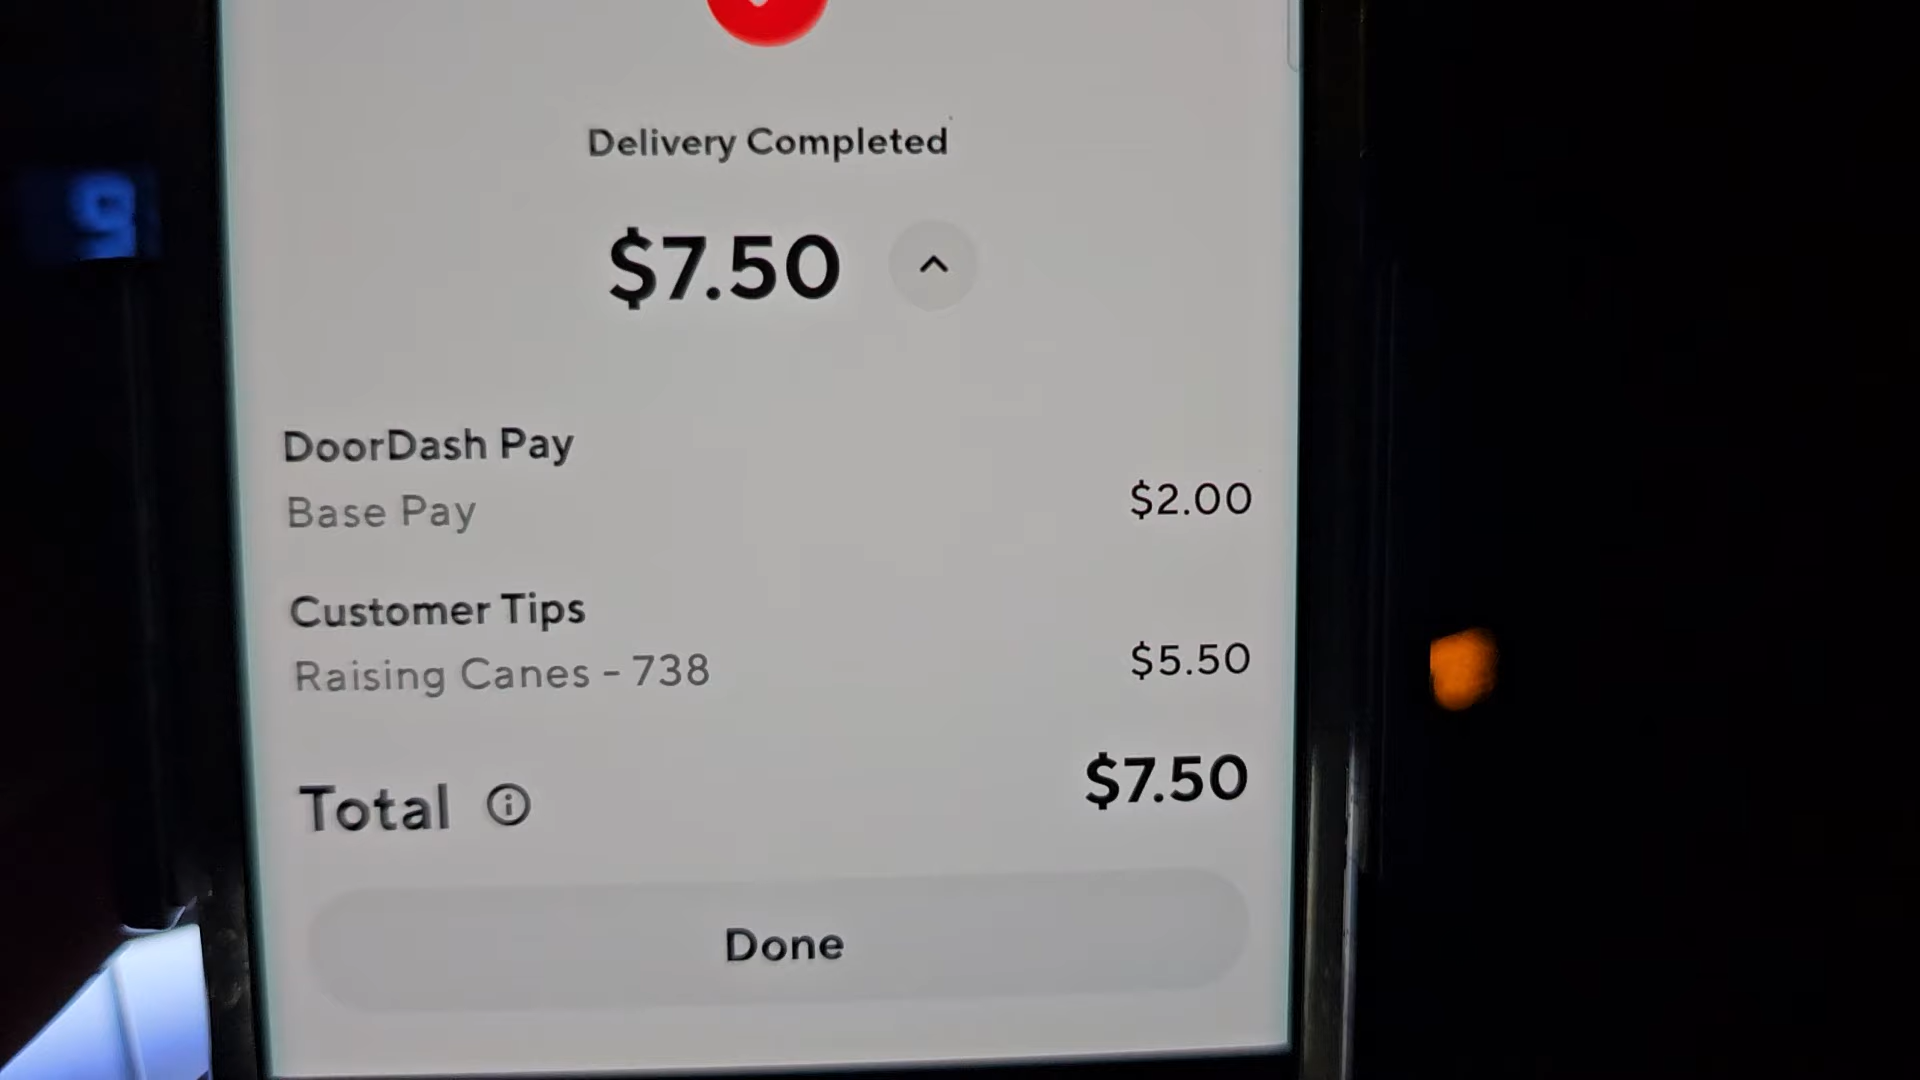 Delivery Completed
$7.50
DoorDash Pay
Base Pay $2.00
Customer Tips
Raising Canes - 738 $5.50
Total $7.50
Done